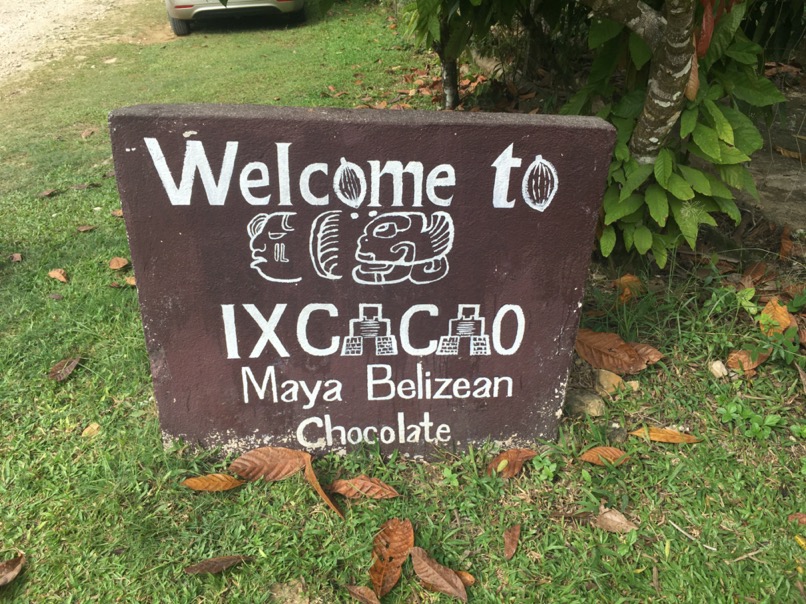 Welcome to
IXCACAO
Maya Belizean
Chocolate